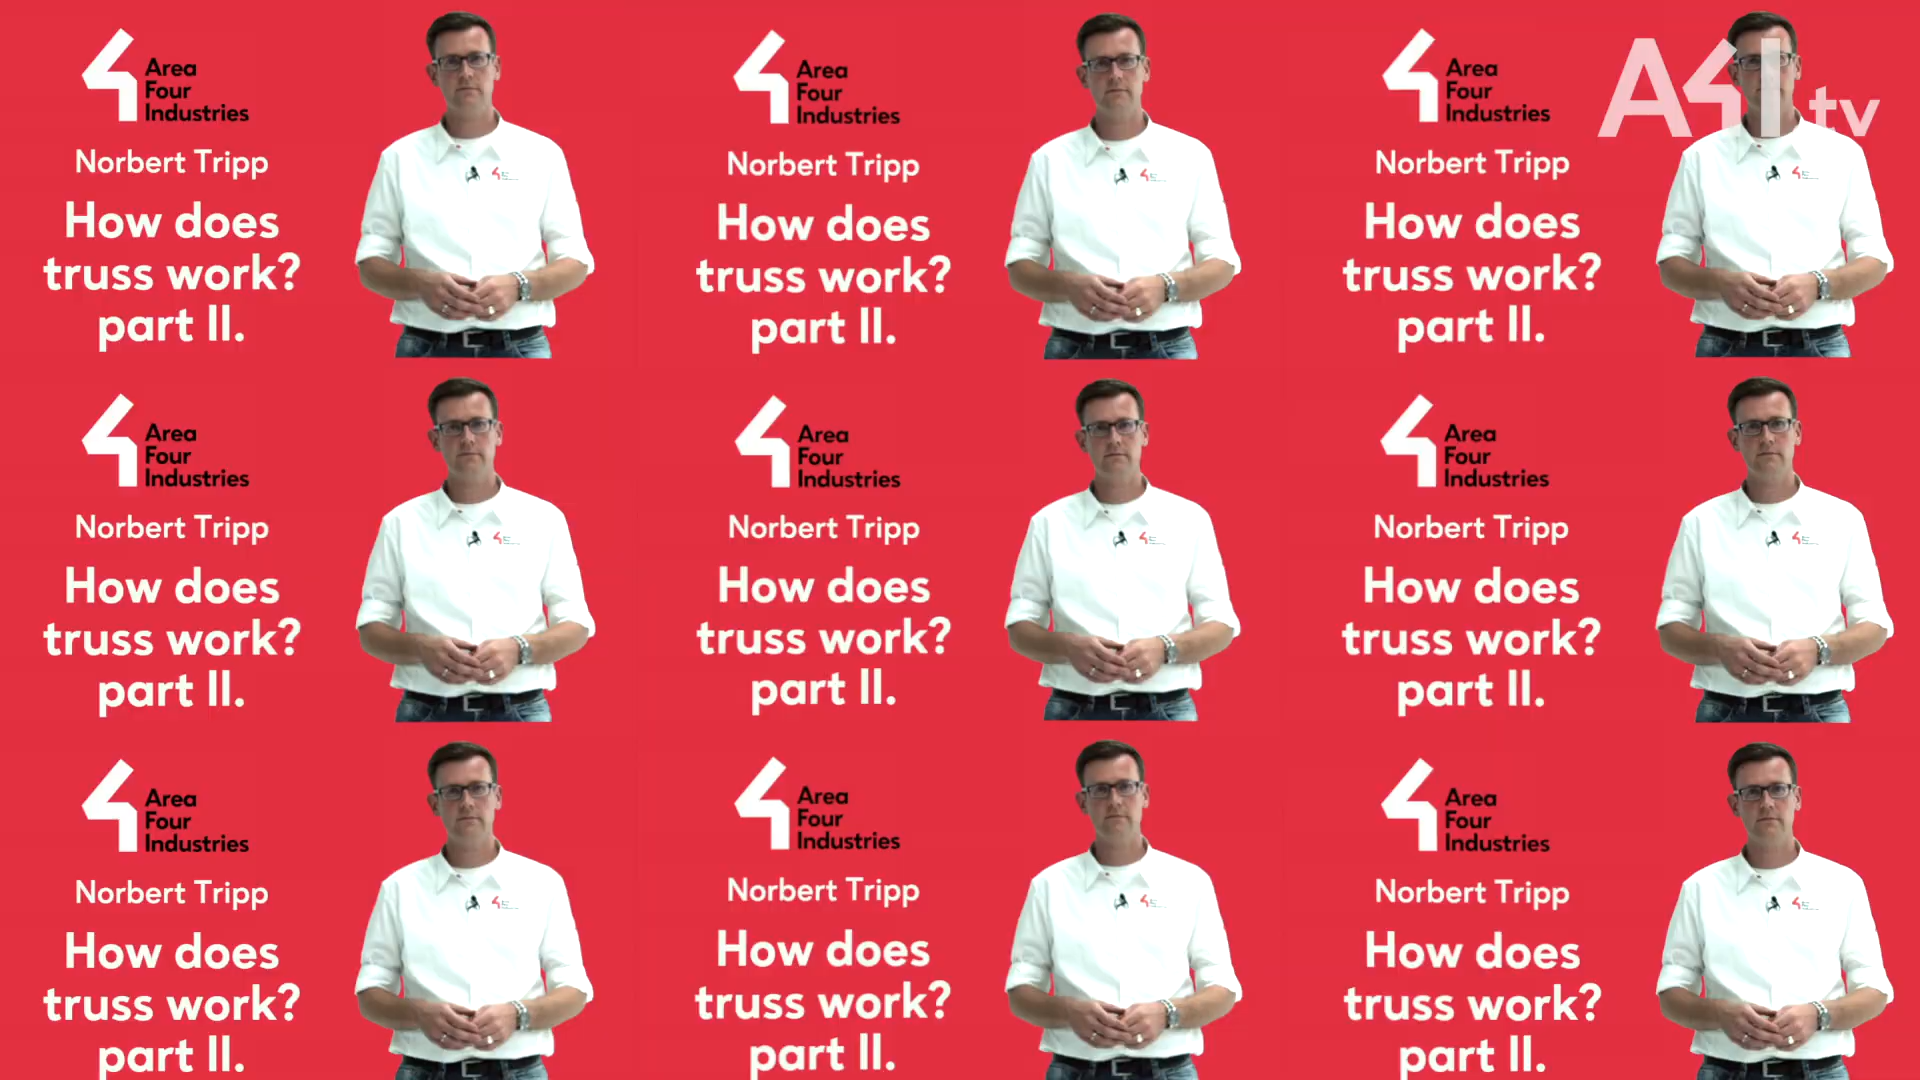 Area
Four
Industries
Norbert Tripp
How does
truss work?
part II.
Area
Four
Industries
Norbert Tripp
How does
truss work?
part II.
Area
Four
Industries
Norbert Tripp
How does
truss work?
part II.
A4I.tv
Area
Four
Industries
Norbert Tripp
How does
truss work?
part II.
Area
Four
Industries
Norbert Tripp
How does
truss work?
part II.
Area
Four
Industries
Norbert Tripp
How does
truss work?
part II.
Area
Four
Industries
Norbert Tripp
How does
truss work?
part II.
Area
Four
Industries
Norbert Tripp
How does
truss work?
part II.
Area
Four
Industries
Norbert Tripp
How does
truss work?
part II.